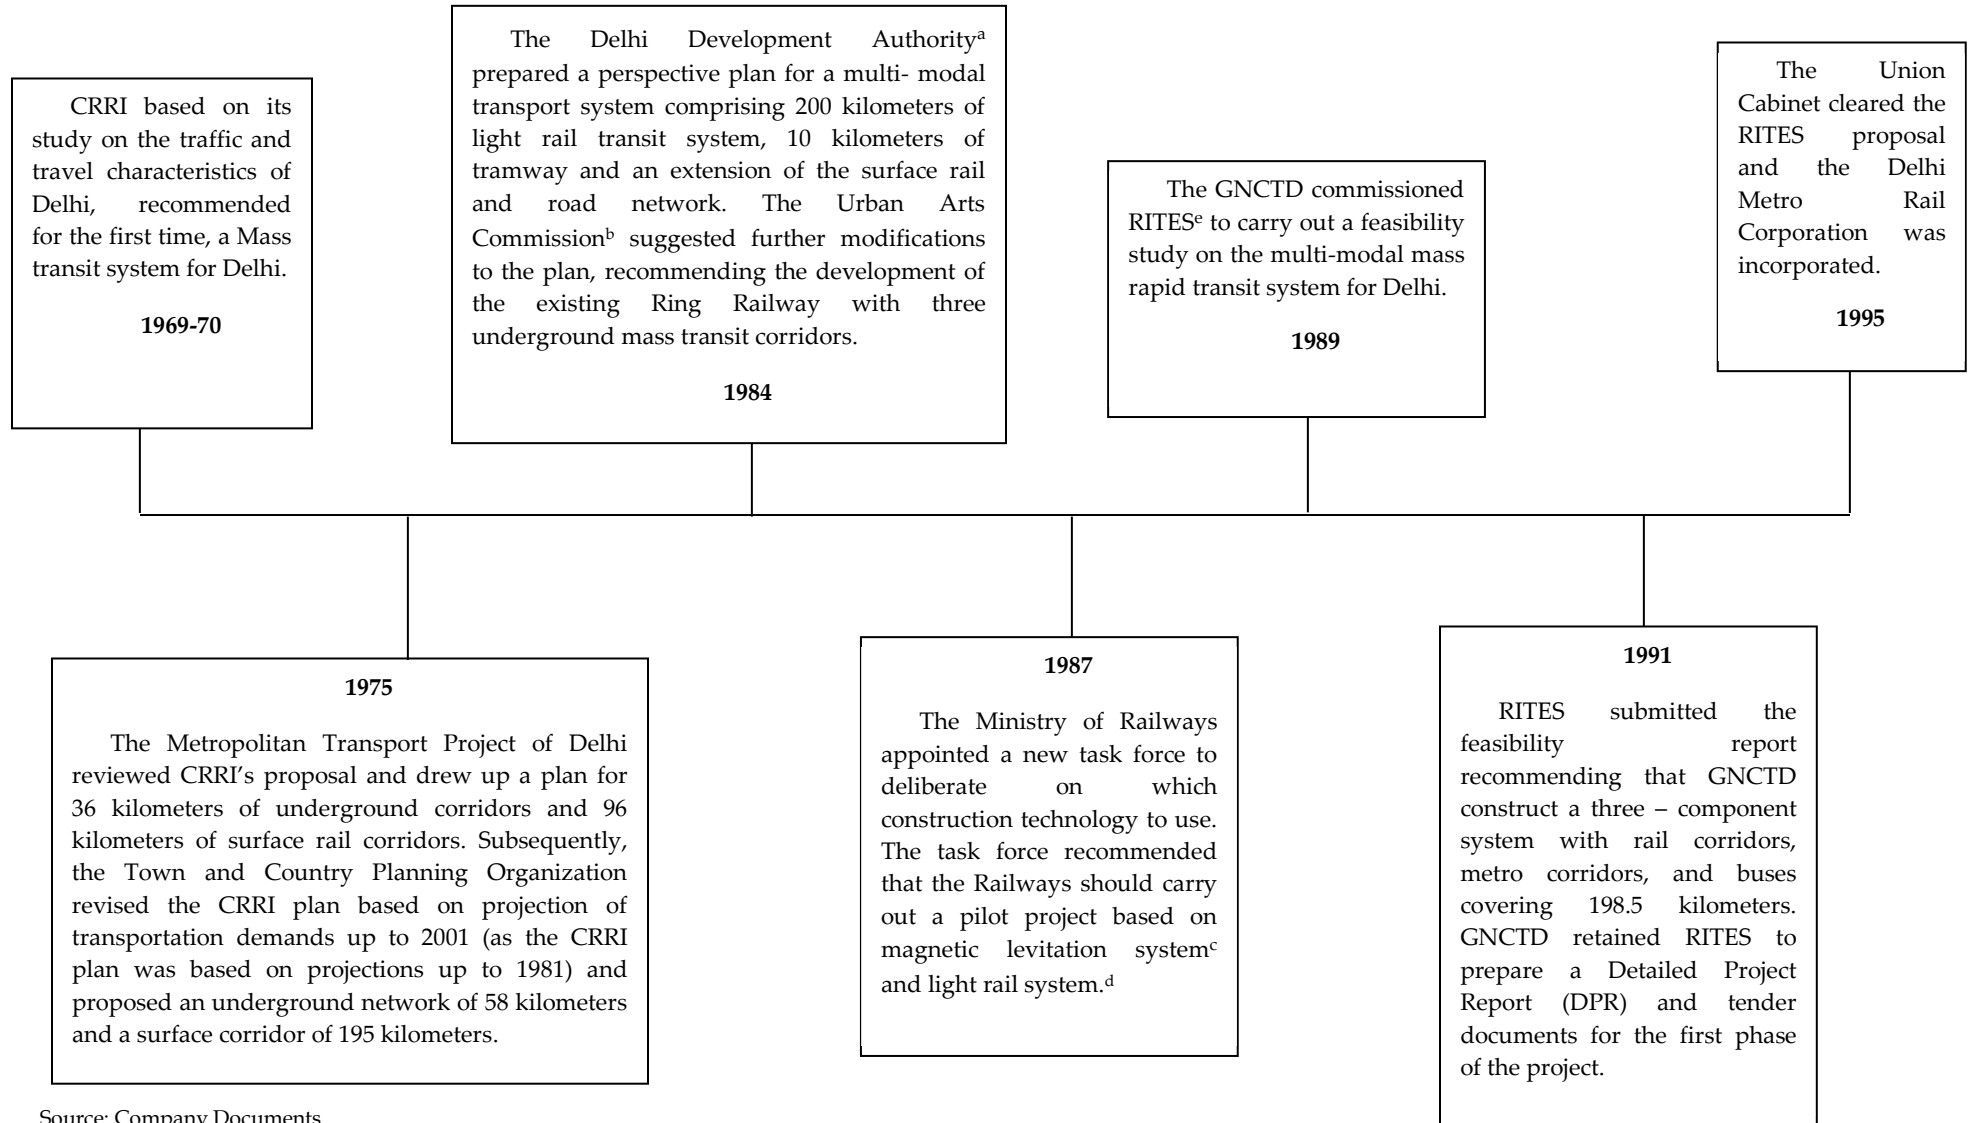 CRRI based on its
study on the traffic and
travel characteristics of
Delhi, recommended
for the first time, a Mass
transit system for Delhi.
1969-70
The Delhi Development Authorityᵃ
prepared a perspective plan for a multi- modal
transport system comprising 200 kilometers of
light rail transit system, 10 kilometers of
tramway and an extension of the surface rail
and road network. The Urban Arts
Commissionᵇ suggested further modifications
to the plan, recommending the development of
the existing Ring Railway with three
underground mass transit corridors.
1984
The GNCTD commissioned
RITESᵉ to carry out a feasibility
study on the multi-modal mass
rapid transit system for Delhi.
1989
The Union
Cabinet cleared the
RITES proposal
and the Delhi
Metro Rail
Corporation was
incorporated.
1995
1975
The Metropolitan Transport Project of Delhi
reviewed CRRI’s proposal and drew up a plan for
36 kilometers of underground corridors and 96
kilometers of surface rail corridors. Subsequently,
the Town and Country Planning Organization
revised the CRRI plan based on projection of
transportation demands up to 2001 (as the CRRI
plan was based on projections up to 1981) and
proposed an underground network of 58 kilometers
and a surface corridor of 195 kilometers.
1987
The Ministry of Railways
appointed a new task force to
deliberate on which
construction technology to use.
The task force recommended
that the Railways should carry
out a pilot project based on
magnetic levitation systemᶜ
and light rail system.ᵈ
1991
RITES submitted the
feasibility report
recommending that GNCTD
construct a three – component
system with rail corridors,
metro corridors, and buses
covering 198.5 kilometers.
GNCTD retained RITES to
prepare a Detailed Project
Report (DPR) and tender
documents for the first phase
of the project.
Source: Company Documents